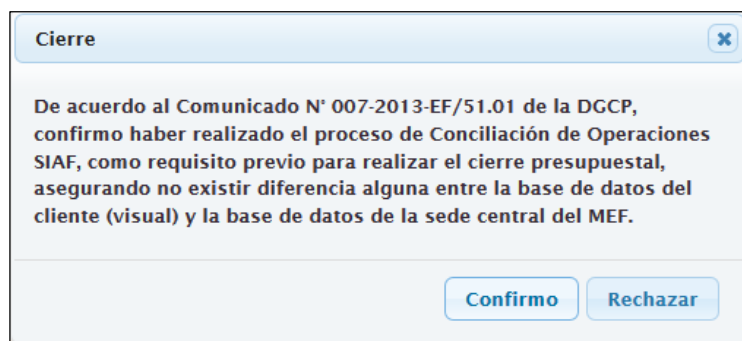 Cierre
De acuerdo al Comunicado N° 007-2013-EF/51.01 de la DGCP,
confirmo haber realizado el proceso de Conciliación de Operaciones
SIAF, como requisito previo para realizar el cierre presupuestal,
asegurando no existir diferencia alguna entre la base de datos del
cliente (visual) y la base de datos de la sede central del MEF.
Confirmo Rechazar